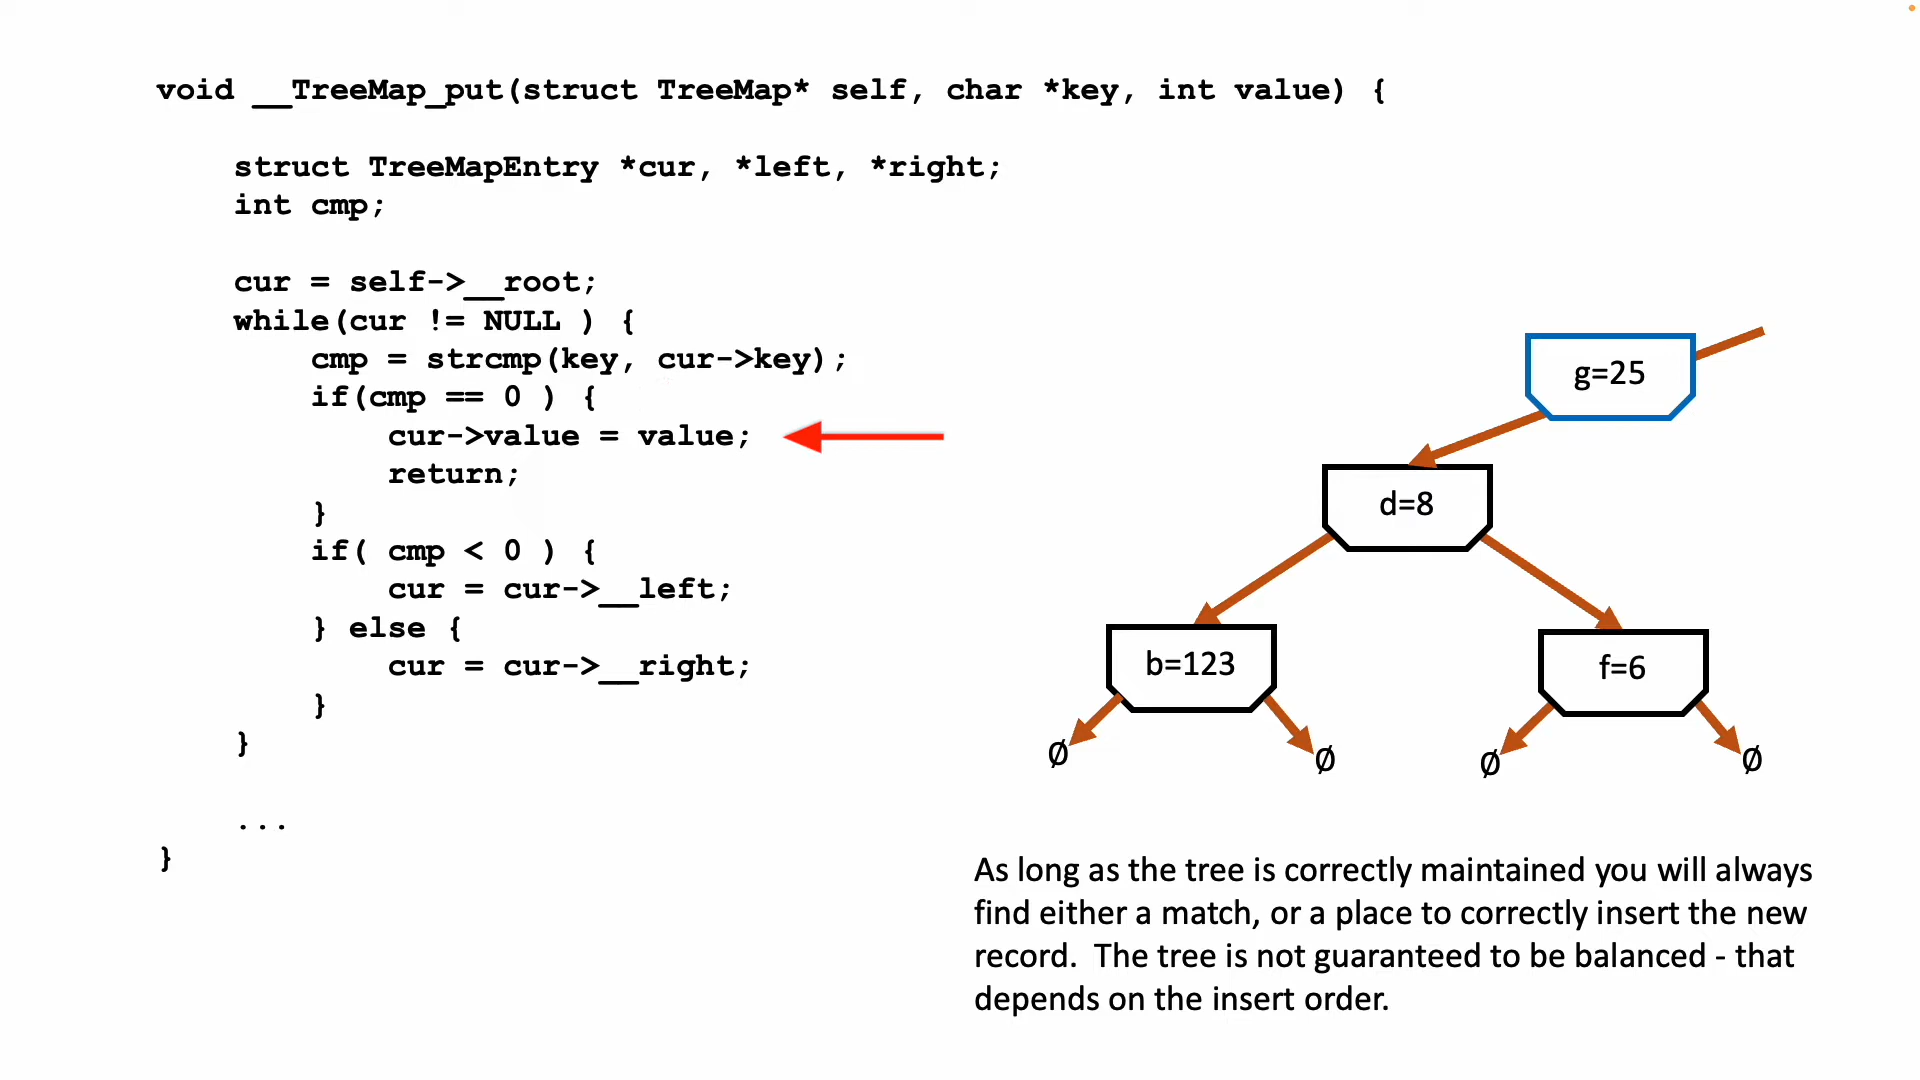 void __TreeMap_put(struct TreeMap* self, char *key, int value) {
struct TreeMapEntry *cur, *left, *right;
int cmp;
cur = self->__root;
while(cur != NULL ) {
cmp = strcmp(key, cur->key);
if(cmp == 0 ) {
cur->value = value;
return;
}
if( cmp < 0 ) {
cur = cur->__left;
} else {
cur = cur->__right;
}
}
...
}
g=25
d=8
b=123
f=6
Ø
Ø
Ø
Ø
As long as the tree is correctly maintained you will always
find either a match, or a place to correctly insert the new
record.  The tree is not guaranteed to be balanced - that
depends on the insert order.